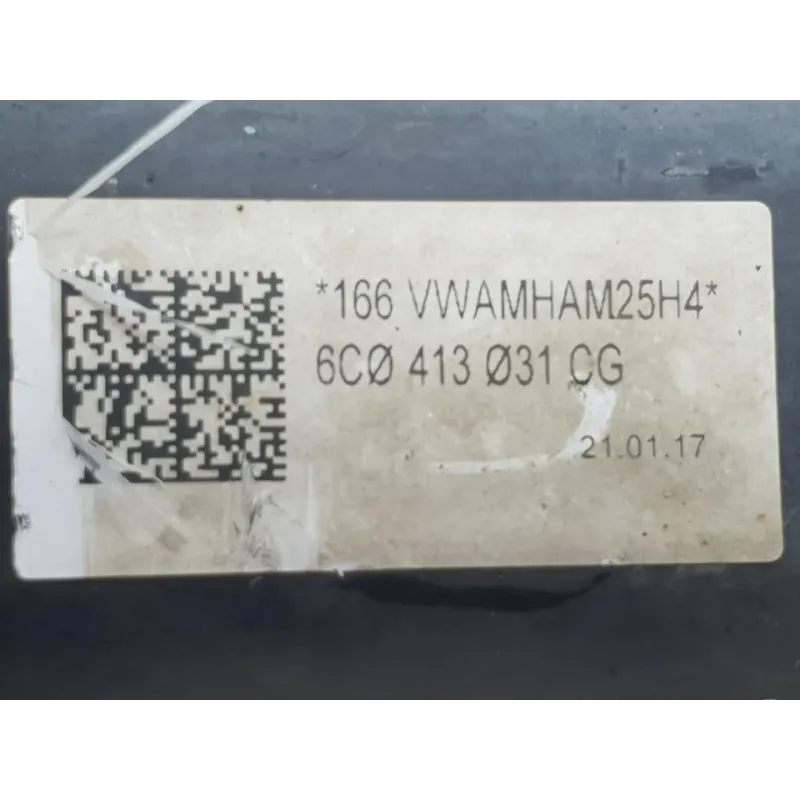 *166 VWAMHAM25H4*
6CØ 413 Ø31 CG
21.01.17